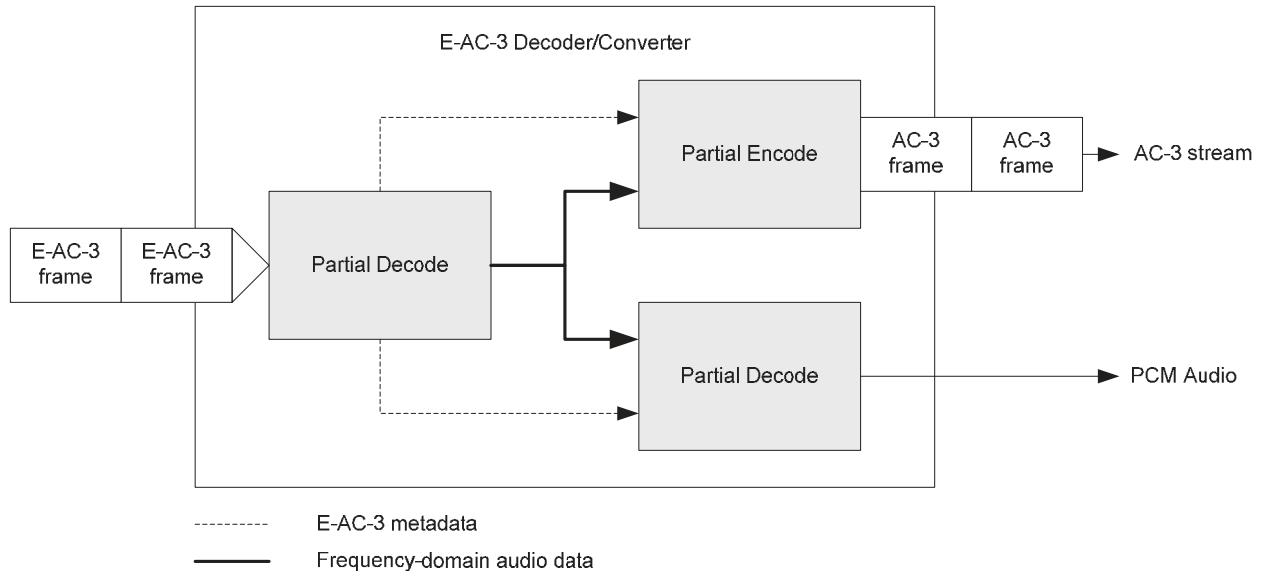 E-AC-3 Decoder/Converter
Partial Encode
AC-3
frame
AC-3
frame
AC-3 stream
E-AC-3
frame
E-AC-3
frame
Partial Decode
Partial Decode
PCM Audio
E-AC-3 metadata
Frequency-domain audio data